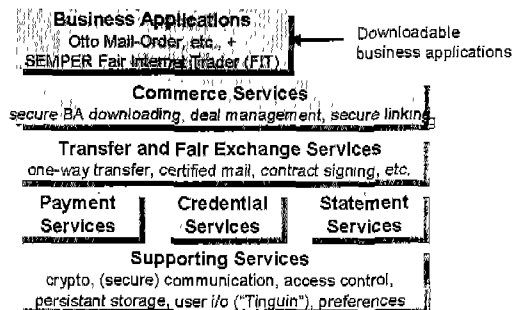 Business Applications
Otto Mail-Order, etc., +
SEMPER Fair Internet Trader (FIT)
Downloadable
business applications
Commerce Services
secure BA downloading, deal management, secure linking
Transfer and Fair Exchange Services
one-way transfer, certified mail, contract signing, etc.
Payment
Services
Credential
Services
Statement
Services
Supporting Services
crypto, (secure) communication, access control,
persistant storage, user i/o ("Tinguin"), preferences